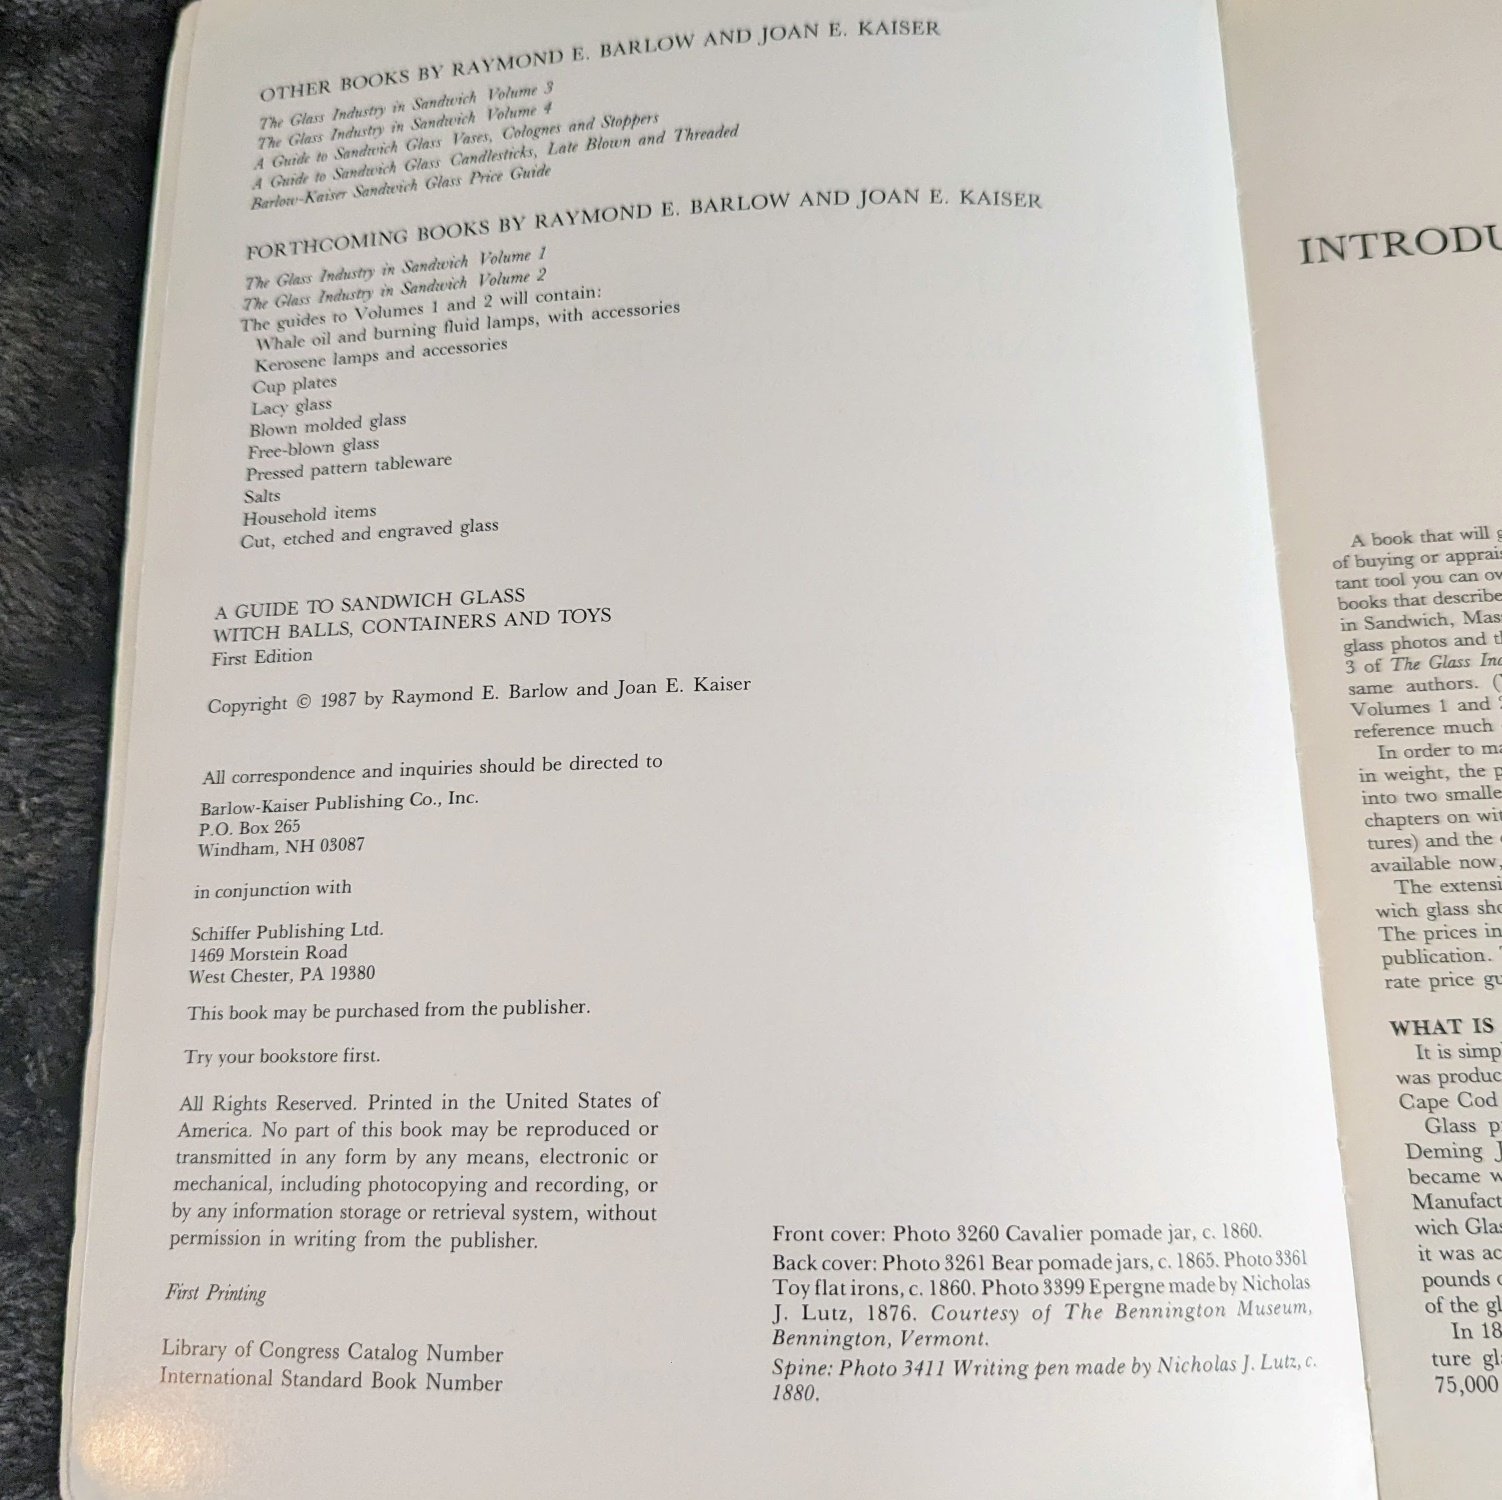 OTHER BOOKS BY RAYMOND E. BARLOW AND JOAN E. KAISER
The Glass Industry in Sandwich Volume 3
The Glass Industry in Sandwich Volume 4
A Guide to Sandwich Glass Vases, Colognes and Stoppers
A Guide to Sandwich Glass Candlesticks, Late Blown and Threaded
Barlow-Kaiser Sandwich Glass Price Guide
FORTHCOMING BOOKS BY RAYMOND E. BARLOW AND JOAN E. KAISER
The Glass Industry in Sandwich Volume 1
The Glass Industry in Sandwich Volume 2
The guides to Volumes 1 and 2 will contain:
Whale oil and burning fluid lamps, with accessories
Kerosene lamps and accessories
Cup plates
Lacy glass
Blown molded glass
Free-blown glass
Pressed pattern tableware
Salts
Household items
Cut, etched and engraved glass
A GUIDE TO SANDWICH GLASS
WITCH BALLS, CONTAINERS AND TOYS
First Edition
Copyright © 1987 by Raymond E. Barlow and Joan E. Kaiser
All correspondence and inquiries should be directed to
Barlow-Kaiser Publishing Co., Inc.
P.O. Box 265
Windham, NH 03087
in conjunction with
Schiffer Publishing Ltd.
1469 Morstein Road
West Chester, PA 19380
This book may be purchased from the publisher.
Try your bookstore first.
All Rights Reserved. Printed in the United States of
America. No part of this book may be reproduced or
transmitted in any form by any means, electronic or
mechanical, including photocopying and recording, or
by any information storage or retrieval system, without
permission in writing from the publisher.
First Printing
Library of Congress Catalog Number
International Standard Book Number
Front cover: Photo 3260 Cavalier pomade jar, c. 1860.
Back cover: Photo 3261 Bear pomade jars, c. 1865. Photo 3361
Toy flat irons, c. 1860. Photo 3399 Epergne made by Nicholas
J. Lutz, 1876. Courtesy of The Bennington Museum,
Bennington, Vermont.
Spine: Photo 3411 Writing pen made by Nicholas J. Lutz, c.
1880.
INTRODU
A book that will
of buying or apprais
tant tool you can
books that describe
in Sandwich, Mas
glass photos and
3 of The Glass
same authors.
Volumes 1 and
reference much
In order to
in weight, the
into two smalle
chapters on
tures) and the
available now,
The extensi
wich glass
The prices in
publication.
rate price
WHAT IS
It is simp
was produc
Cape Cod
Glass
Deming
became
Manufact
wich Glas
it was
pounds
of the
In 18
ture
75,000